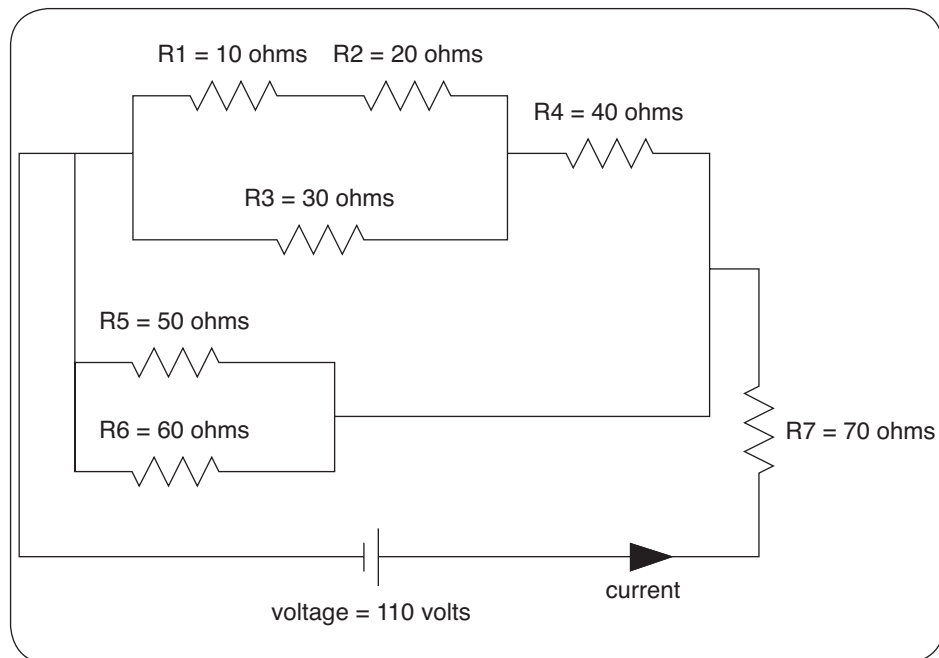 R1 = 10 ohms
R2 = 20 ohms
R4 = 40 ohms
R3 = 30 ohms
R5 = 50 ohms
R6 = 60 ohms
R7 = 70 ohms
current
voltage = 110 volts